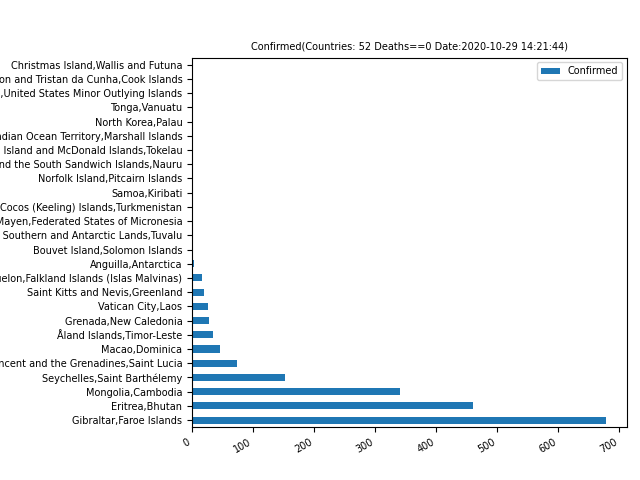 Confirmed(Countries: 52 Deaths==0 Date:2020-10-29 14:21:44)
Confirmed
Christmas Island,Wallis and Futuna
on and Tristan da Cunha,Cook Islands
,United States Minor Outlying Islands
Tonga,Vanuatu
North Korea,Palau
dian Ocean Territory,Marshall Islands
Island and McDonald Islands,Tokelau
nd the South Sandwich Islands,Nauru
Norfolk Island,Pitcairn Islands
Samoa,Kiribati
Cocos (Keeling) Islands,Turkmenistan
Mayen,Federated States of Micronesia
Southern and Antarctic Lands,Tuvalu
Bouvet Island,Solomon Islands
Anguilla,Antarctica
uelon,Falkland Islands (Islas Malvinas)
Saint Kitts and Nevis,Greenland
Vatican City,Laos
Grenada,New Caledonia
Åland Islands,Timor-Leste
Macao,Dominica
ncent and the Grenadines,Saint Lucia
Seychelles,Saint Barthélemy
Mongolia,Cambodia
Eritrea,Bhutan
Gibraltar,Faroe Islands
0 100 200 300 400 500 600 700